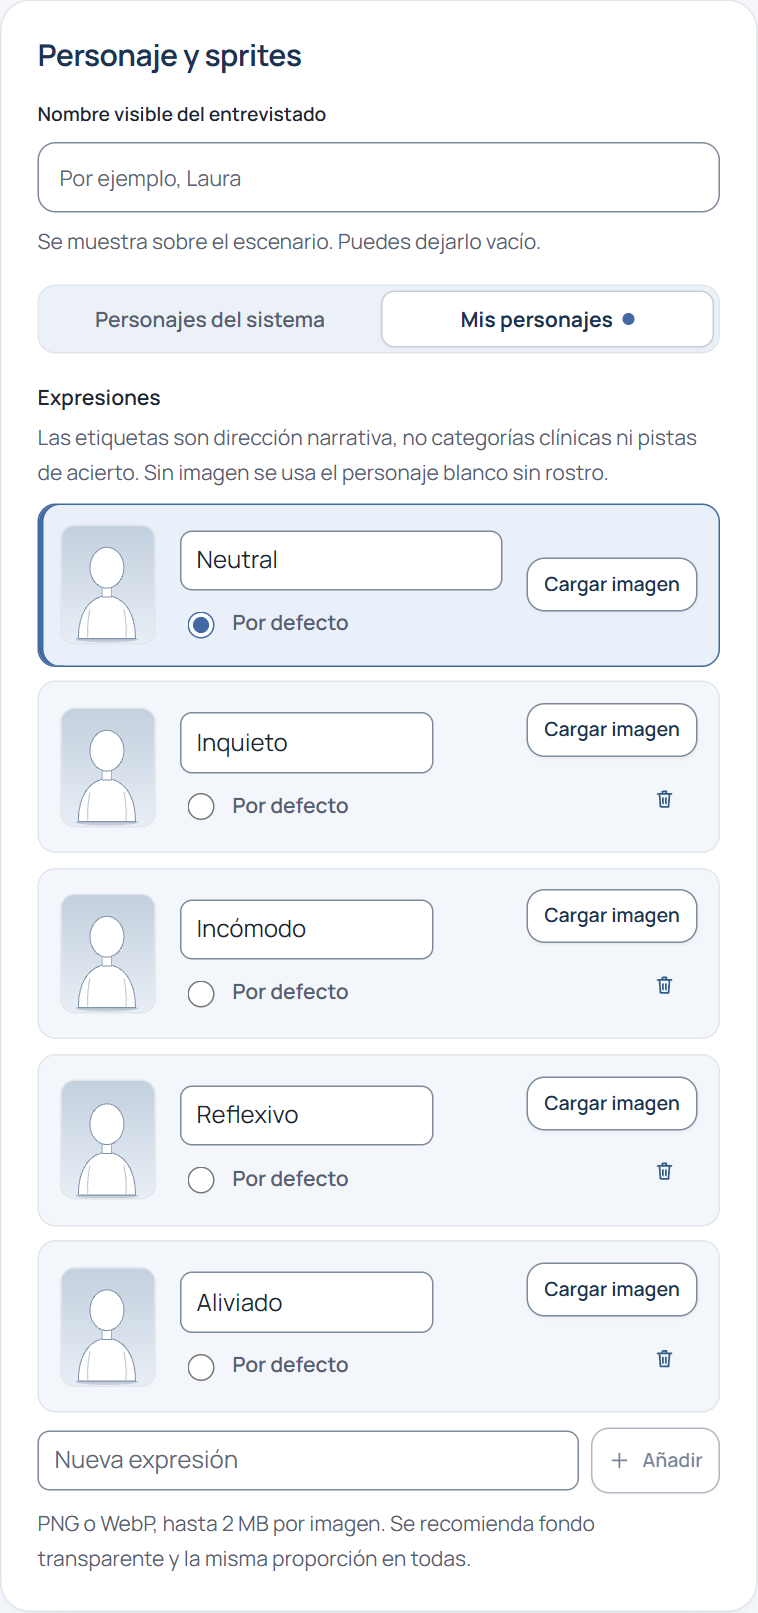 Personaje y sprites
Nombre visible del entrevistado
Por ejemplo, Laura
Se muestra sobre el escenario. Puedes dejarlo vacío.
Personajes del sistema
Mis personajes
Expresiones
Las etiquetas son dirección narrativa, no categorías clínicas ni pistas
de acierto. Sin imagen se usa el personaje blanco sin rostro.
Neutral
Cargar imagen
Por defecto
Inquieto
Cargar imagen
Por defecto
Incómodo
Cargar imagen
Por defecto
Reflexivo
Cargar imagen
Por defecto
Aliviado
Cargar imagen
Por defecto
Nueva expresión
+ Añadir
PNG o WebP, hasta 2 MB por imagen. Se recomienda fondo
transparente y la misma proporción en todas.